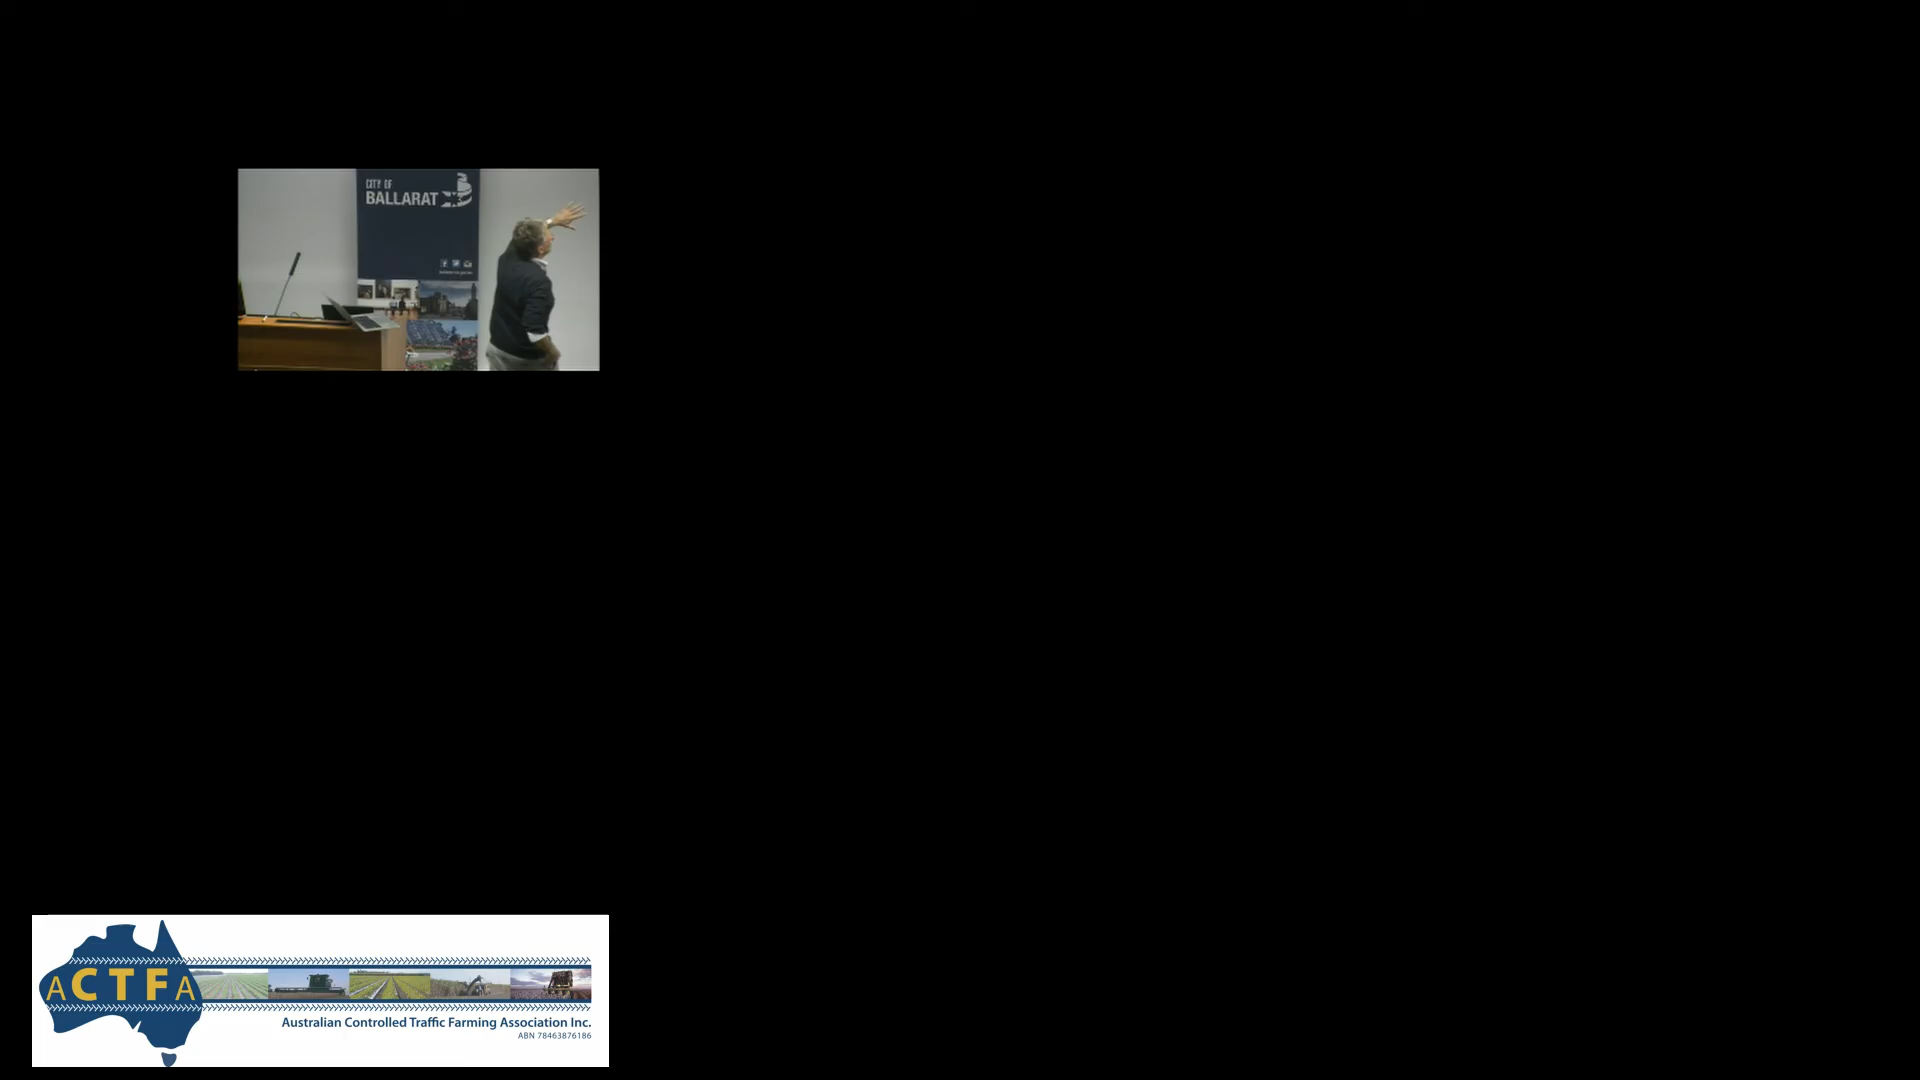 CITY OF
BALLARAT
ACTFA
Australian Controlled Traffic Farming Association Inc.
ABN 78463876186